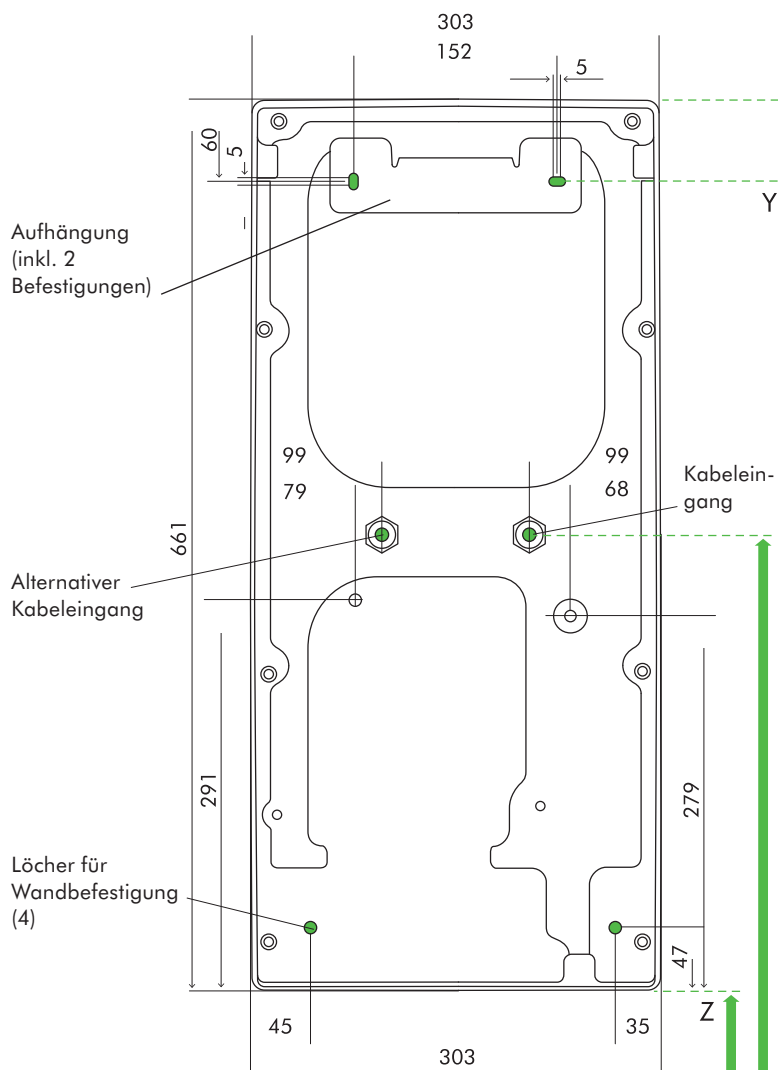 303
152
5
60
5
Y
Aufhängung
(inkl. 2
Befestigungen)
99
99
79
68
Kabelein-
gang
661
Alternativer
Kabeleingang
291
279
Löcher für
Wandbefestigung
(4)
47
Z
45
35
303